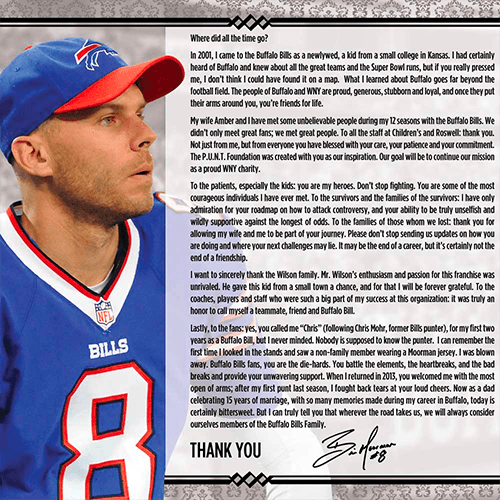 Where did all the time go?
In 2001, I came to the Buffalo Bills as a newlywed, a kid from a small college in Kansas. I had certainly
heard of Buffalo and knew about all the great teams and the Super Bowl runs, but if you really pressed
me, I don't think I could have found it on a map. What I learned about Buffalo goes far beyond the
football field. The people of Buffalo and WNY are proud, generous, stubborn and loyal, and once they put
their arms around you, you're friends for life.
My wife Amber and I have met some unbelievable people during my 12 seasons with the Buffalo Bills. We
didn't only meet great fans; we met great people. To all the staff at Children's and Roswell: thank you.
Not just from me, but from everyone you have blessed with your care, your patience and your commitment.
The P.U.N.T. Foundation was created with you as our inspiration. Our goal will be to continue our mission
as a proud WNY charity.
To the patients, especially the kids: you are my heroes. Don't stop fighting. You are some of the most
courageous individuals I have ever met. To the survivors and the families of the survivors: I have only
admiration for your roadmap on how to attack controversy, and your ability to be truly unselfish and
wildly supportive against the longest of odds. To the families of those whom we lost: thank you for
allowing my wife and me to be part of your journey. Please don't stop sending us updates on how you
are doing and where your next challenges may lie. It may be the end of a career, but it's certainly not the
end of a friendship.
I want to sincerely thank the Wilson family. Mr. Wilson's enthusiasm and passion for this franchise was
unrivaled. He gave this kid from a small town a chance, and for that I will be forever grateful. To the
coaches, players and staff who were such a big part of my success at this organization: it was truly an
honor to call myself a teammate, friend and Buffalo Bill.
Lastly, to the fans: yes, you called me "Chris" (following Chris Mohr, former Bills punter), for my first two
years as a Buffalo Bill, but I never minded. Nobody is supposed to know the punter. I can remember the
first time I looked in the stands and saw a non-family member wearing a Moorman jersey. I was blown
away. Buffalo Bills fans, you are the die-hards. You battle the elements, the heartbreaks, and the bad
breaks and provide your unwavering support. When I returned in 2013, you welcomed me with the most
open of arms; after my first punt last season, I fought back tears at your loud cheers. Now as a dad
celebrating 15 years of marriage, with so many memories made during my career in Buffalo, today is
certainly bittersweet. But I can truly tell you that wherever the road takes us, we will always consider
ourselves members of the Buffalo Bills Family.
THANK YOU
Brian Moorman
#8
NFL
BILLS
8